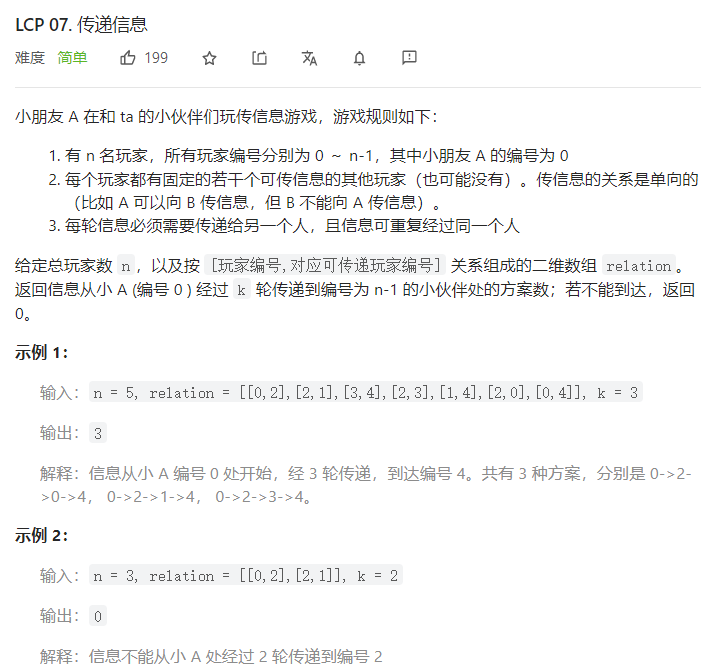 LCP 07. 传递信息
难度 简单 199
小朋友 A 在和 ta 的小伙伴们玩传信息游戏，游戏规则如下：
1. 有 n 名玩家，所有玩家编号分别为 0 ～ n-1，其中小朋友 A 的编号为 0
2. 每个玩家都有固定的若干个可传信息的其他玩家（也可能没有）。传信息的关系是单向的
（比如 A 可以向 B 传信息，但 B 不能向 A 传信息）。
3. 每轮信息必须需要传递给另一个人，且信息可重复经过同一个人
给定总玩家数 n，以及按 [玩家编号,对应可传递玩家编号] 关系组成的二维数组 relation。
返回信息从小 A (编号 0 ) 经过 k 轮传递到编号为 n-1 的小伙伴处的方案数；若不能到达，返回
0。
示例 1：
输入：n = 5, relation = [[0,2],[2,1],[3,4],[2,3],[1,4],[2,0],[0,4]], k = 3
输出：3
解释：信息从小 A 编号 0 处开始，经 3 轮传递，到达编号 4。共有 3 种方案，分别是 0->2-
>0->4， 0->2->1->4， 0->2->3->4。
示例 2：
输入：n = 3, relation = [[0,2],[2,1]], k = 2
输出：0
解释：信息不能从小 A 处经过 2 轮传递到编号 2